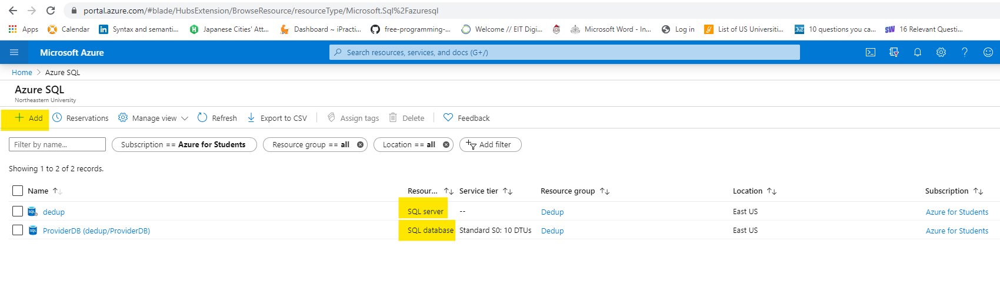 portal.azure.com/#blade/HubsExtension/BrowseResource/resourceType/Microsoft.Sql%2Fazuresql
Apps Calendar Syntax and semanti... Japanese Cities' Att... Dashboard ~ iPracti... free-programming-... Welcome // EIT Digi... Microsoft Word - In... Log in List of US Universiti... 10 questions you ca... SW 16 Relevant Questi...
Microsoft Azure Search resources, services, and docs (G+/)
Home > Azure SQL
Azure SQL
Northeastern University
+ Add Reservations Manage view Refresh Export to CSV Assign tags Delete Feedback
Filter by name... Subscription == Azure for Students Resource group == all Location == all Add filter
Showing 1 to 2 of 2 records.
Name Resour... Service tier Resource group Location Subscription
dedup SQL server -- Dedup East US Azure for Students
ProviderDB (dedup/ProviderDB) SQL database Standard S0: 10 DTUs Dedup East US Azure for Students